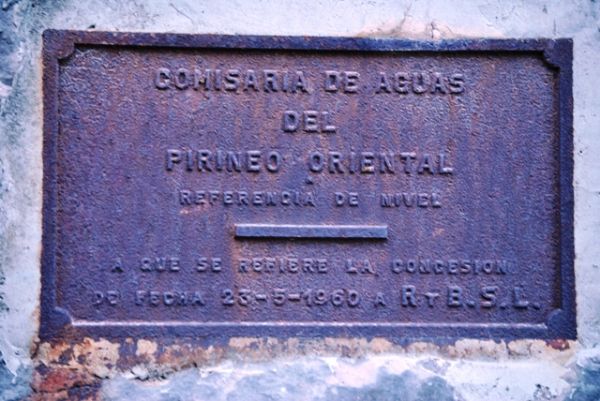 COMISARIA DE AGUAS
DEL
PIRINEO ORIENTAL
REFERENCIA DE NIVEL
A QUE SE REFIERE LA CONCESION
DE FECHA 23-5-1960 A R Y B. S. L.